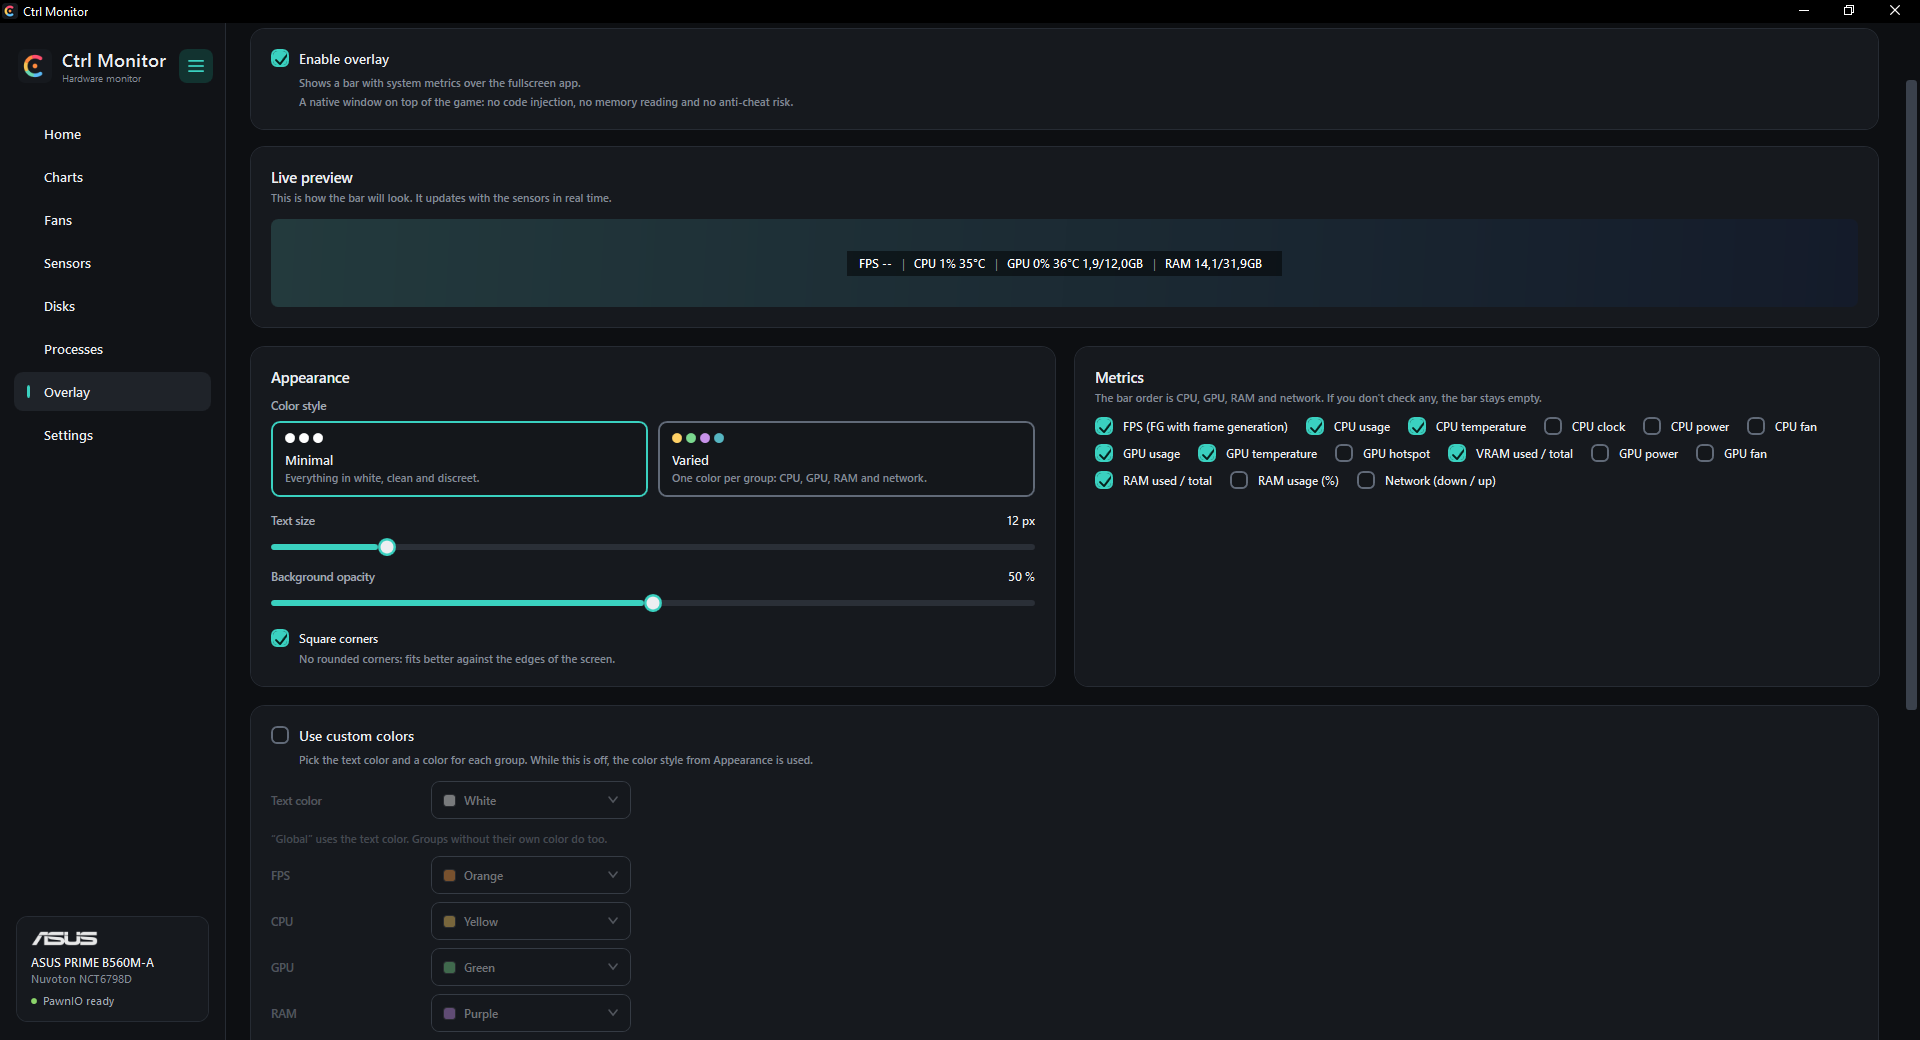 Ctrl Monitor
Ctrl Monitor
Hardware monitor
Home
Charts
Fans
Sensors
Disks
Processes
Overlay
Settings
ASUS
ASUS PRIME B560M-A
Nuvoton NCT6798D
PawnIO ready
Enable overlay
Shows a bar with system metrics over the fullscreen app.
A native window on top of the game: no code injection, no memory reading and no anti-cheat risk.
Live preview
This is how the bar will look. It updates with the sensors in real time.
FPS -- | CPU 1% 35°C | GPU 0% 36°C 1,9/12,0GB | RAM 14,1/31,9GB
Appearance
Color style
Minimal
Everything in white, clean and discreet.
Varied
One color per group: CPU, GPU, RAM and network.
Text size 12 px
Background opacity 50 %
Square corners
No rounded corners: fits better against the edges of the screen.
Metrics
The bar order is CPU, GPU, RAM and network. If you don't check any, the bar stays empty.
FPS (FG with frame generation) CPU usage CPU temperature CPU clock CPU power CPU fan
GPU usage GPU temperature GPU hotspot VRAM used / total GPU power GPU fan
RAM used / total RAM usage (%) Network (down / up)
Use custom colors
Pick the text color and a color for each group. While this is off, the color style from Appearance is used.
Text color White
"Global" uses the text color. Groups without their own color do too.
FPS Orange
CPU Yellow
GPU Green
RAM Purple